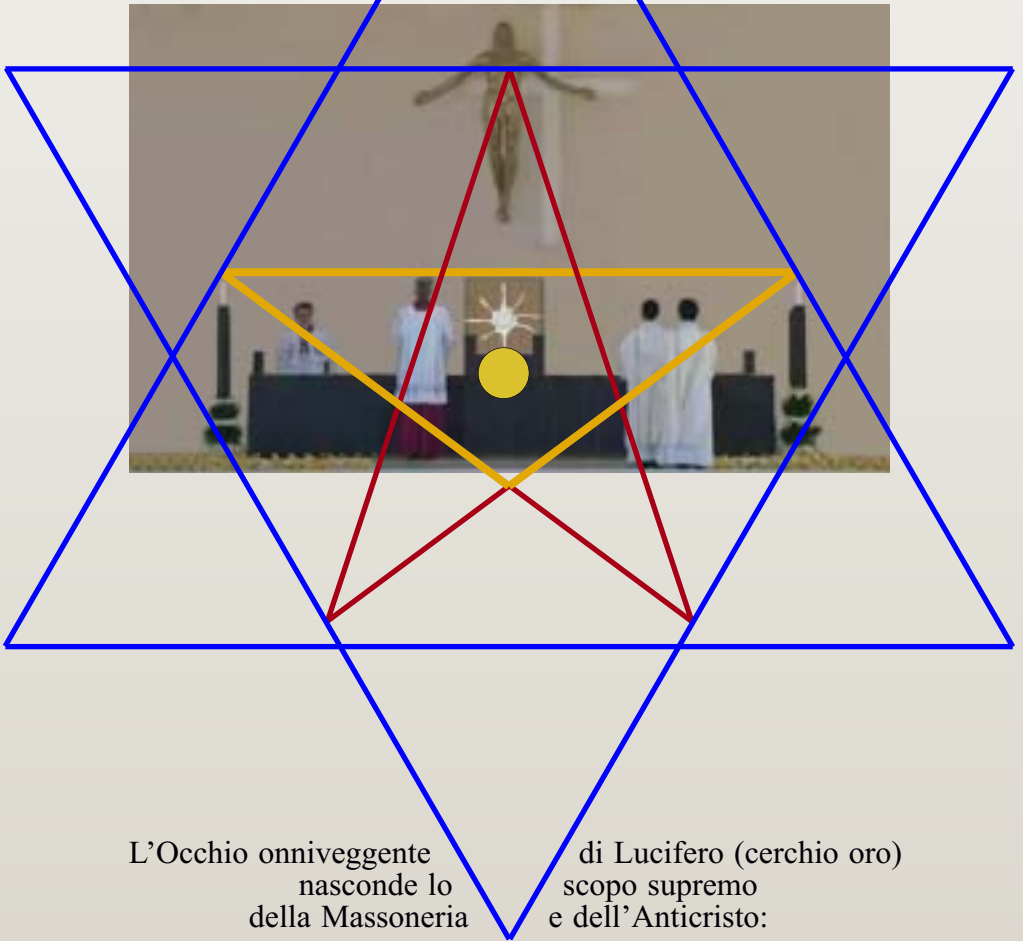 L’Occhio onniveggente di Lucifero (cerchio oro)
nasconde lo scopo supremo
della Massoneria e dell’Anticristo: